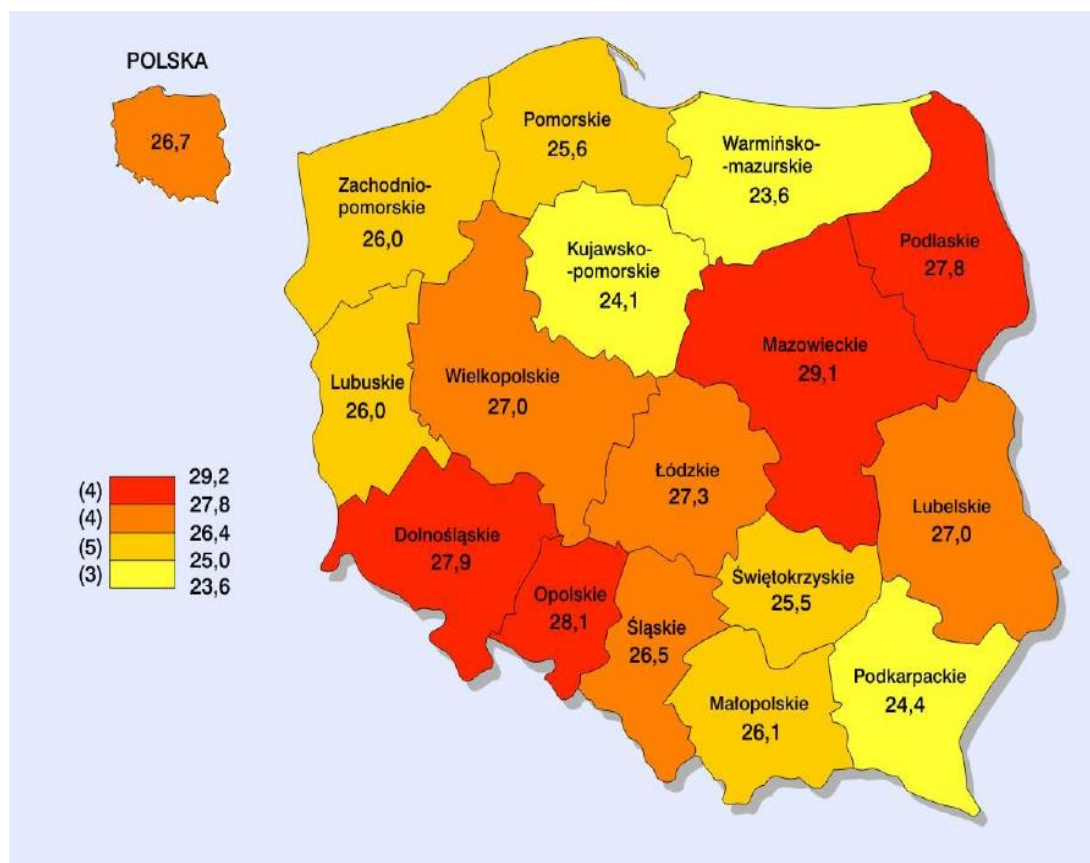 POLSKA
26,7
Pomorskie
25,6
Warmińsko-
-mazurskie
23,6
Zachodnio-
pomorskie
26,0
Kujawsko-
-pomorskie
24,1
Podlaskie
27,8
Mazowieckie
29,1
Lubuskie
26,0
Wielkopolskie
27,0
Łódzkie
27,3
Lubelskie
27,0
Dolnośląskie
27,9
Opolskie
28,1
Śląskie
26,5
Świętokrzyskie
25,5
Małopolskie
26,1
Podkarpackie
24,4
29,2
(4)
27,8
(4)
26,4
(5)
25,0
(3)
23,6